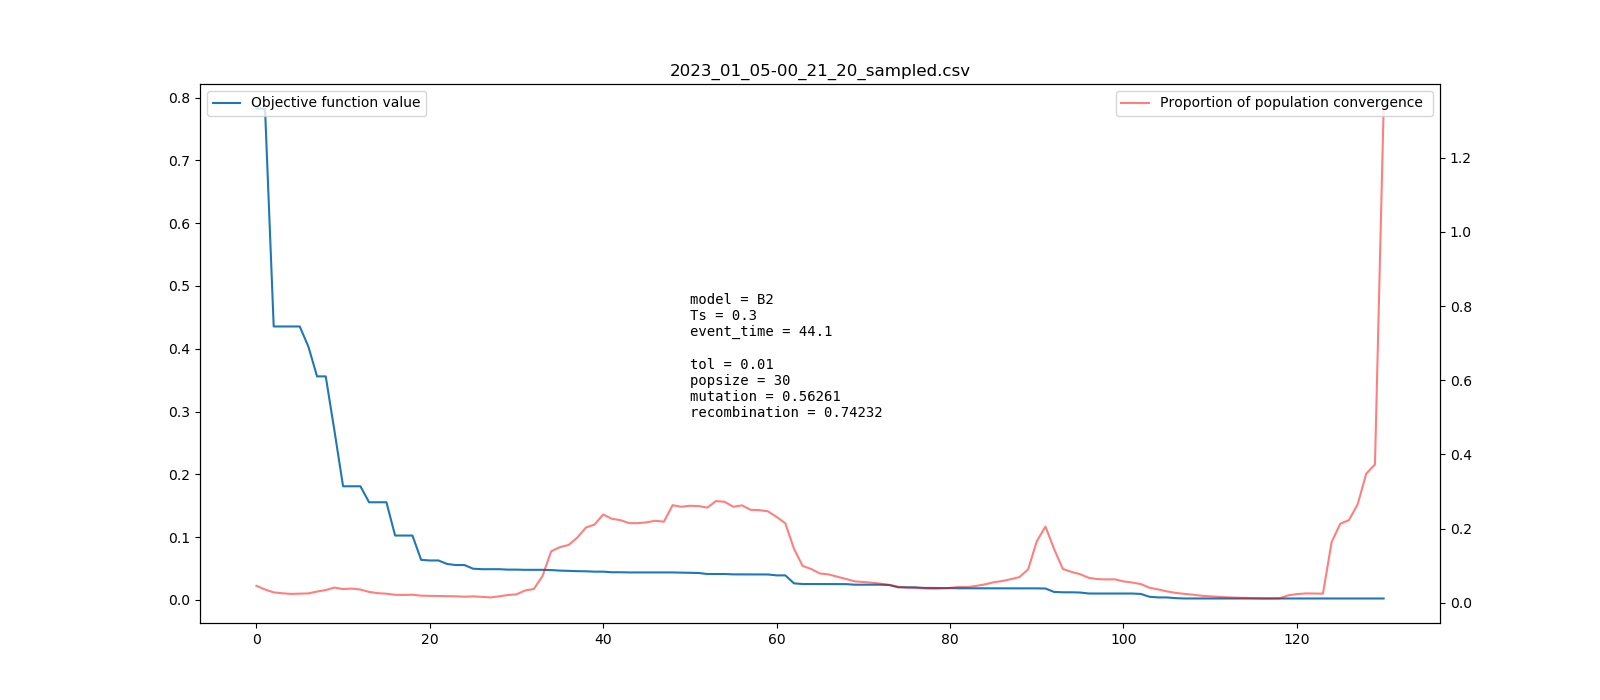 2023_01_05-00_21_20_sampled.csv
Objective function value
Proportion of population convergence
0.8
0.7
0.6
0.5
0.4
0.3
0.2
0.1
0.0
model = B2
Ts = 0.3
event_time = 44.1
tol = 0.01
popsize = 30
mutation = 0.56261
recombination = 0.74232
1.2
1.0
0.8
0.6
0.4
0.2
0.0
0 20 40 60 80 100 120